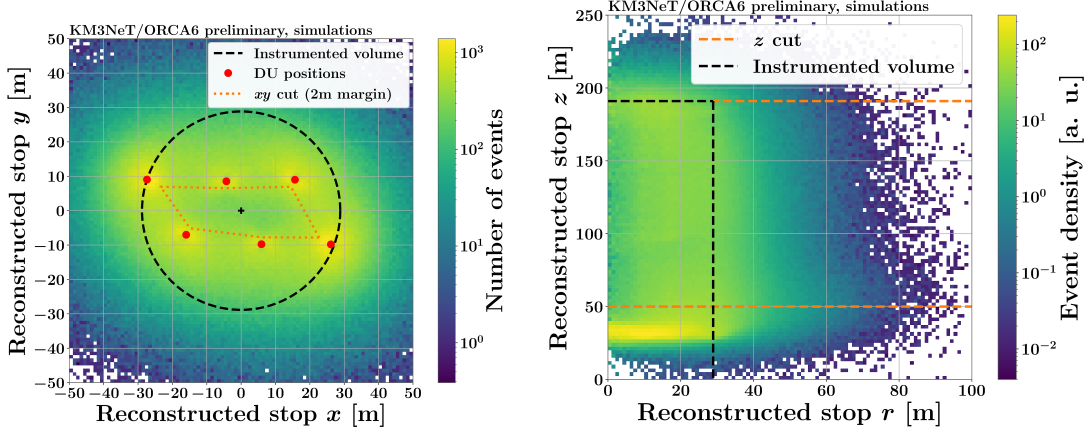 KM3NeT/ORCA6 preliminary, simulations
Instrumented volume
DU positions
xy cut (2m margin)
50
40
30
20
10
0
−10
−20
−30
−40
−50
−50 −40 −30 −20 −10 0 10 20 30 40 50
Reconstructed stop x [m]
Reconstructed stop y [m]
10³
10²
10¹
10⁰
Number of events
KM3NeT/ORCA6 preliminary, simulations
z cut
Instrumented volume
250
200
150
100
50
0
0 20 40 60 80 100
Reconstructed stop r [m]
Reconstructed stop z [m]
10²
10¹
10⁰
10⁻¹
10⁻²
Event density [a. u.]